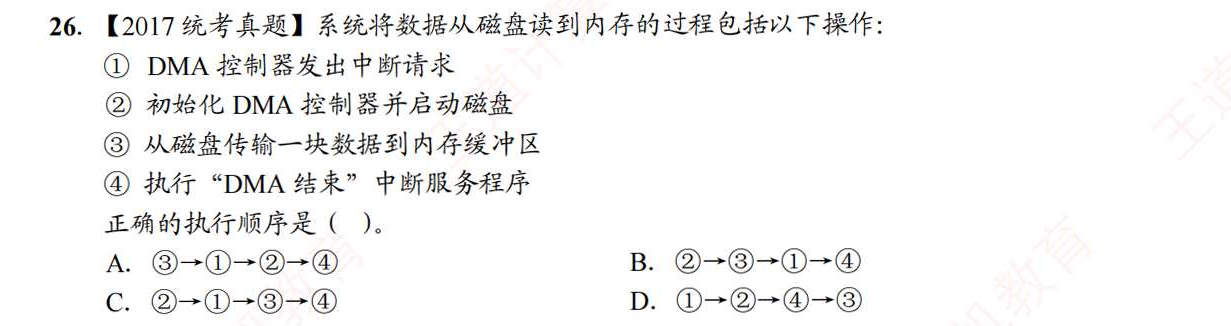 26. 【2017统考真题】系统将数据从磁盘读到内存的过程包括以下操作：
① DMA 控制器发出中断请求
② 初始化 DMA 控制器并启动磁盘
③ 从磁盘传输一块数据到内存缓冲区
④ 执行“DMA 结束”中断服务程序
正确的执行顺序是（ ）。
A. ③→①→②→④ B. ②→③→①→④
C. ②→①→③→④ D. ①→②→④→③